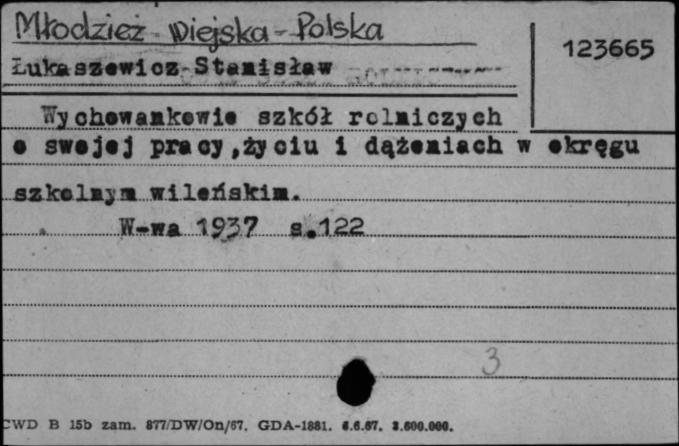 Młodzież wiejska - Polska
123665
Łukaszewicz Stanisław
Wychowankowie szkół rolniczych
o swojej pracy,życiu i dążeniach w okręgu
szkolnym wileńskim.
W-wa 1937 s.122
3
CWD B 15b zam. 877/DW/On/67. GDA-1881. 6.6.67. 3.600.000.